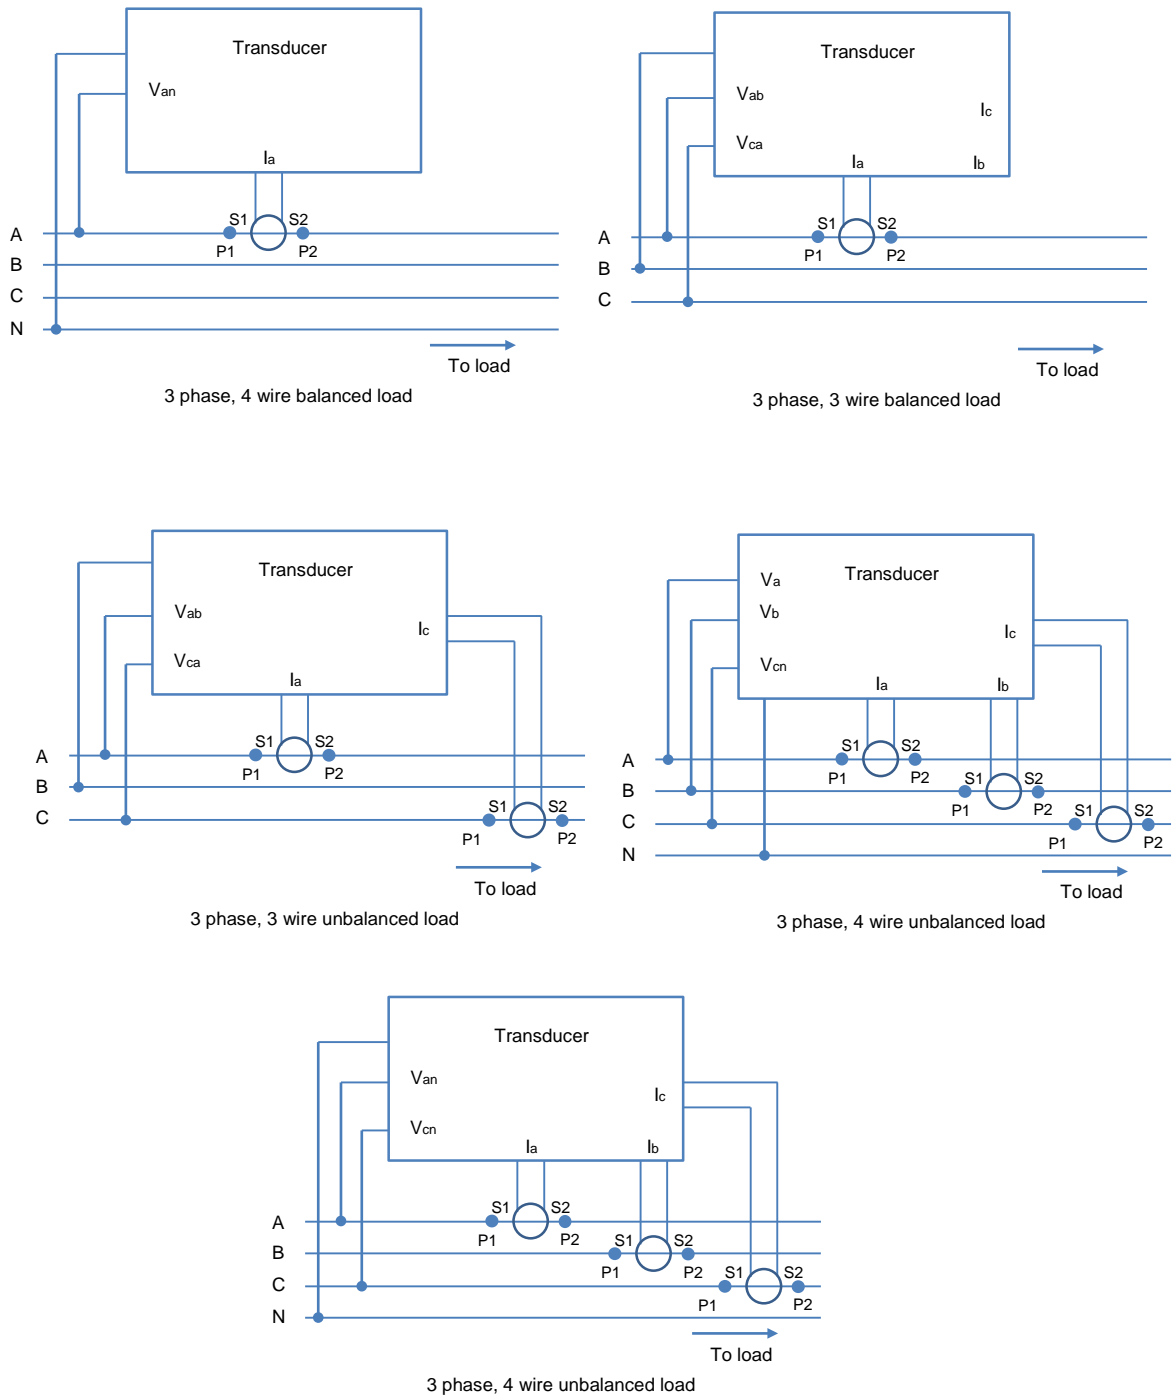 Transducer
Van
Ia
A
S1
S2
P1
P2
B
C
N
To load
3 phase, 4 wire balanced load
Transducer
Vab
Ic
Vca
Ia
Ib
A
S1
S2
P1
P2
B
C
To load
3 phase, 3 wire balanced load
Transducer
Vab
Ic
Vca
Ia
A
S1
S2
P1
P2
B
C
S1
S2
P1
P2
To load
3 phase, 3 wire unbalanced load
Transducer
Va
Vb
Ic
Vcn
Ia
Ib
A
S1
S2
P1
P2
B
S1
S2
P1
P2
C
S1
S2
P1
P2
N
To load
3 phase, 4 wire unbalanced load
Transducer
Van
Ic
Vcn
Ia
Ib
A
S1
S2
P1
P2
B
S1
S2
P1
P2
C
S1
S2
P1
P2
N
To load
3 phase, 4 wire unbalanced load